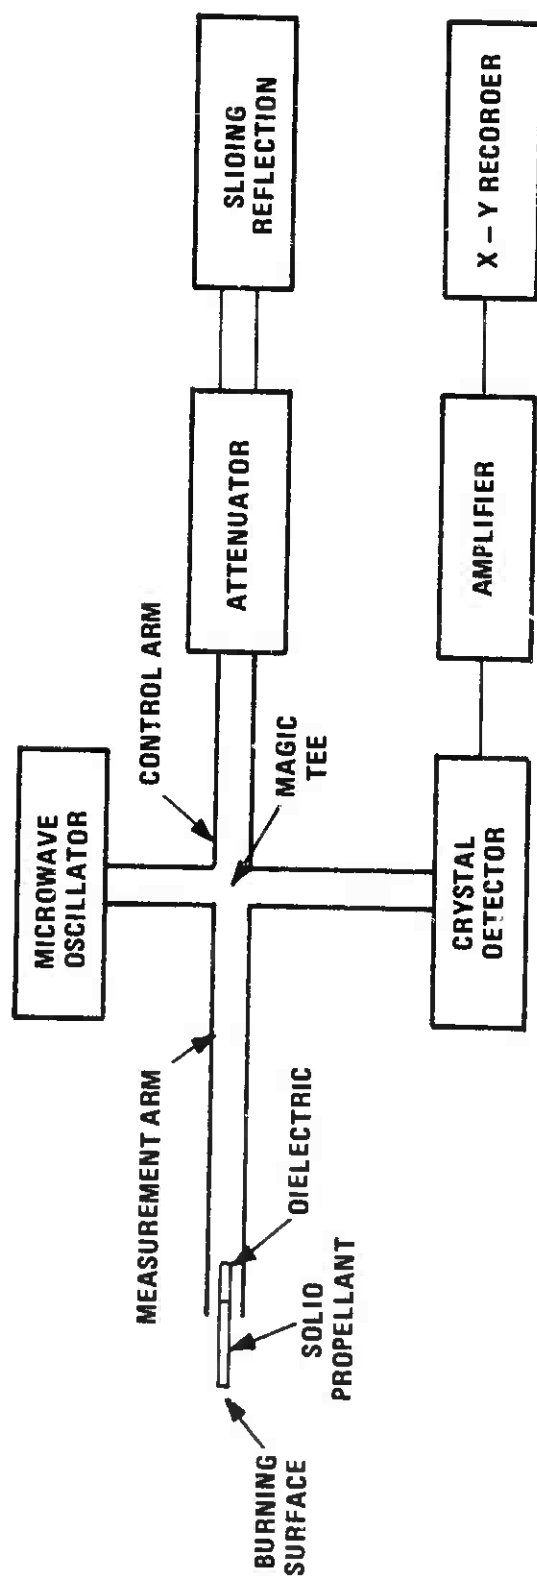 MICROWAVE
OSCILLATOR
MEASUREMENT ARM
CONTROL ARM
BURNING
SURFACE
SOLID
PROPELLANT
DIELECTRIC
MAGIC
TEE
ATTENUATOR
SLIDING
REFLECTION
CRYSTAL
DETECTOR
AMPLIFIER
X – Y RECORDER